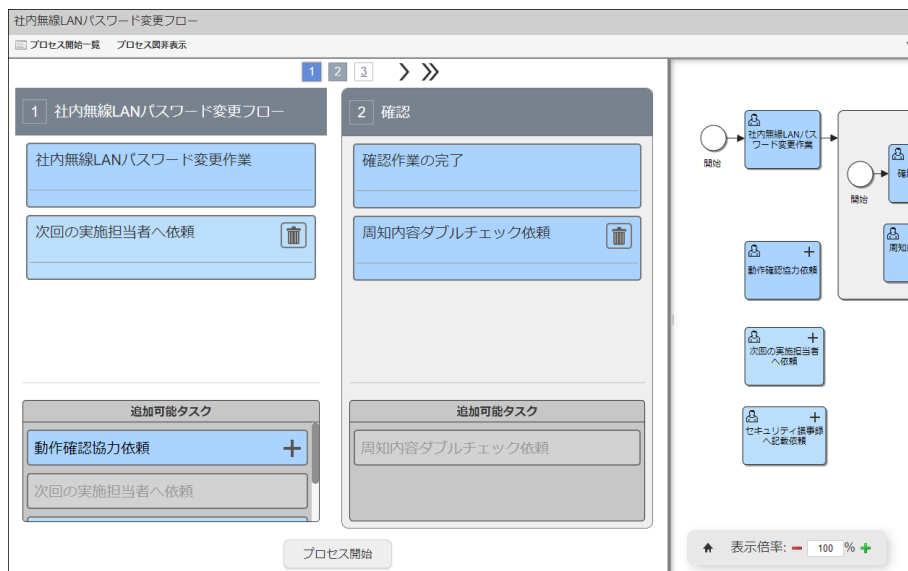 社内無線LANパスワード変更フロー
プロセス開始一覧 プロセス図非表示
1 2 3
1 社内無線LANパスワード変更フロー
社内無線LANパスワード変更作業
次回の実施担当者へ依頼
追加可能タスク
動作確認協力依頼
次回の実施担当者へ依頼
2 確認
確認作業の完了
周知内容ダブルチェック依頼
追加可能タスク
周知内容ダブルチェック依頼
プロセス開始
開始
社内無線LANパス
ワード変更作業
開始
確
周知
動作確認協力依頼
次回の実施担当者
へ依頼
セキュリティ議事録
へ記載依頼
表示倍率: 100 %